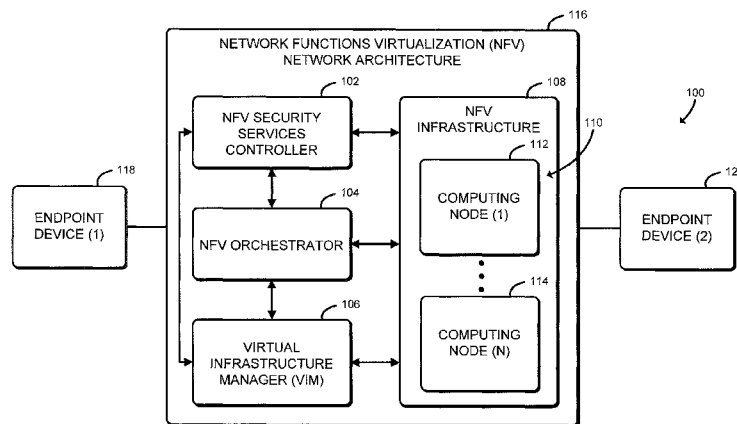 116
NETWORK FUNCTIONS VIRTUALIZATION (NFV)
NETWORK ARCHITECTURE
102
NFV SECURITY
SERVICES
CONTROLLER
108
NFV
INFRASTRUCTURE
110
100
112
COMPUTING
NODE (1)
118
ENDPOINT
DEVICE (1)
104
NFV ORCHESTRATOR
12
ENDPOINT
DEVICE (2)
106
VIRTUAL
INFRASTRUCTURE
MANAGER (VIM)
114
COMPUTING
NODE (N)